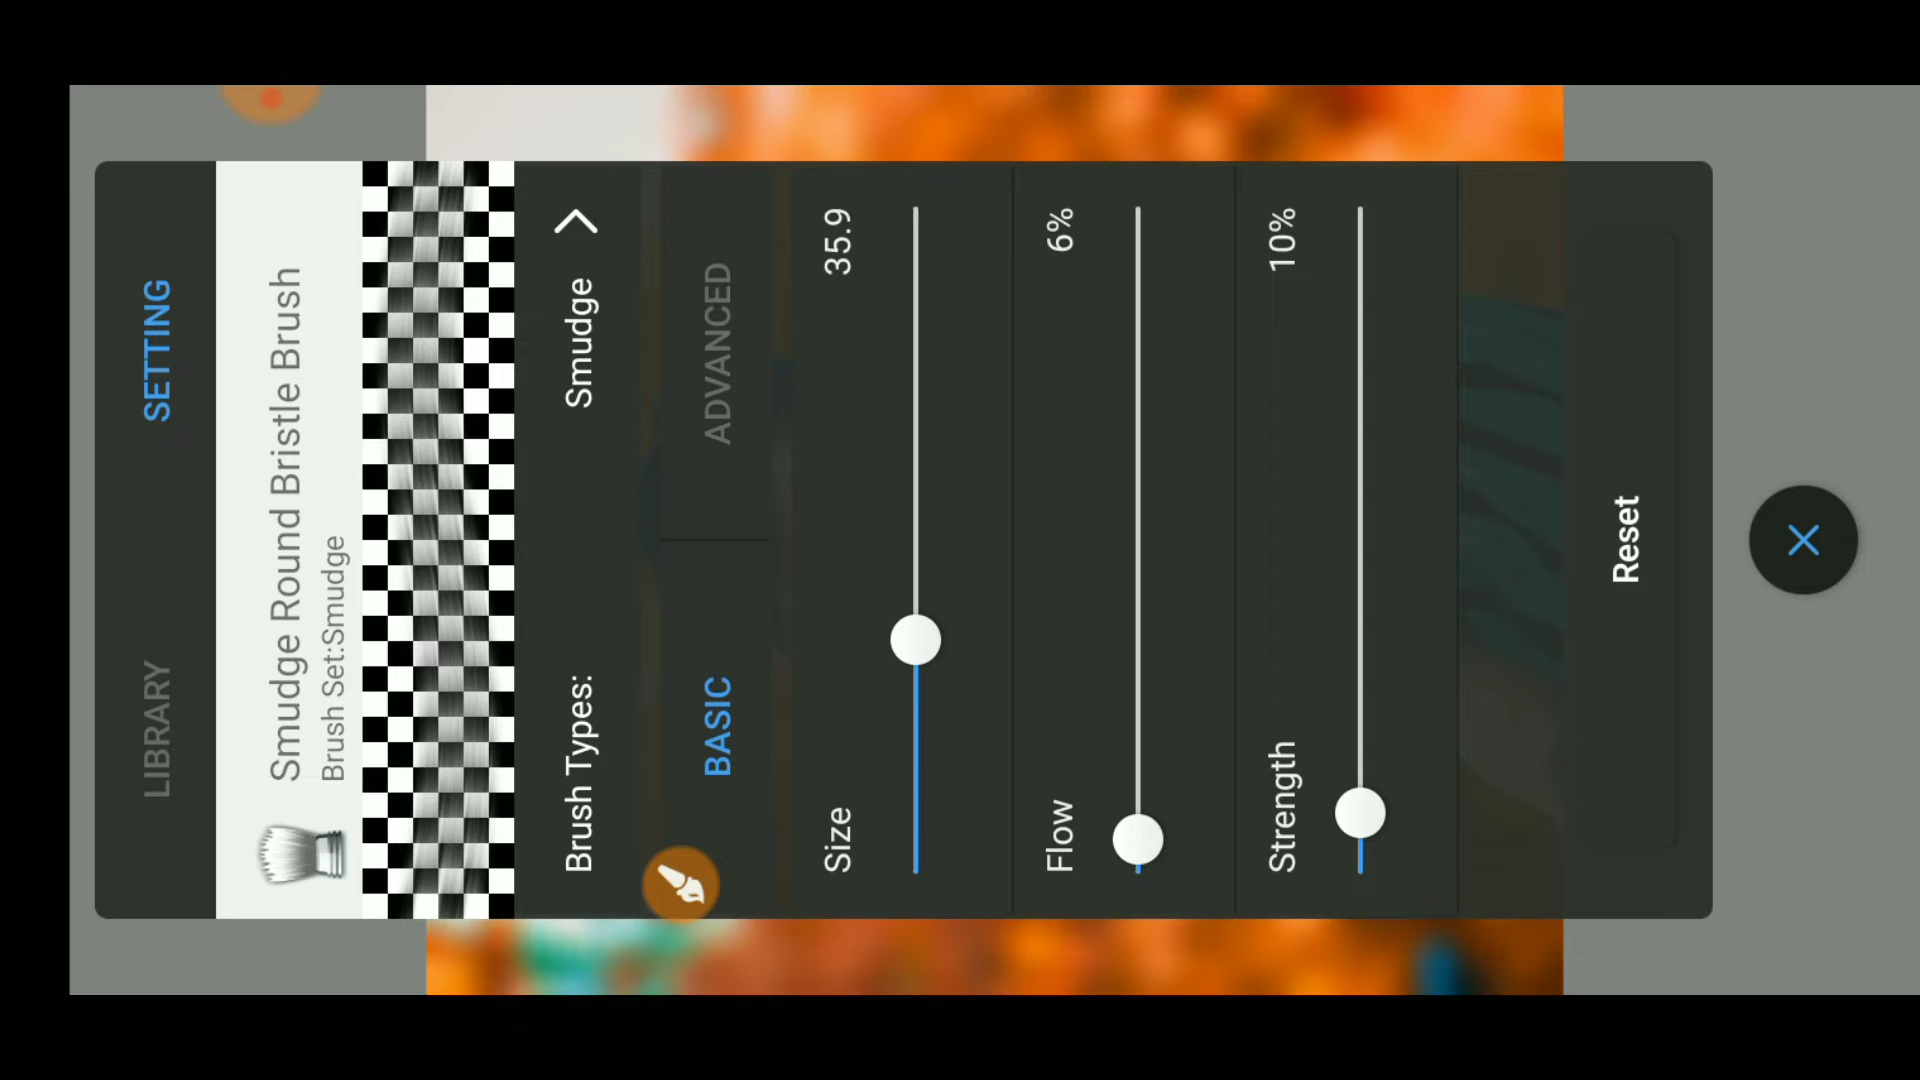 LIBRARY
SETTING
Smudge Round Bristle Brush
Brush Set:Smudge
Brush Types:
Smudge
BASIC
ADVANCED
Size
35.9
Flow
6%
Strength
10%
Reset